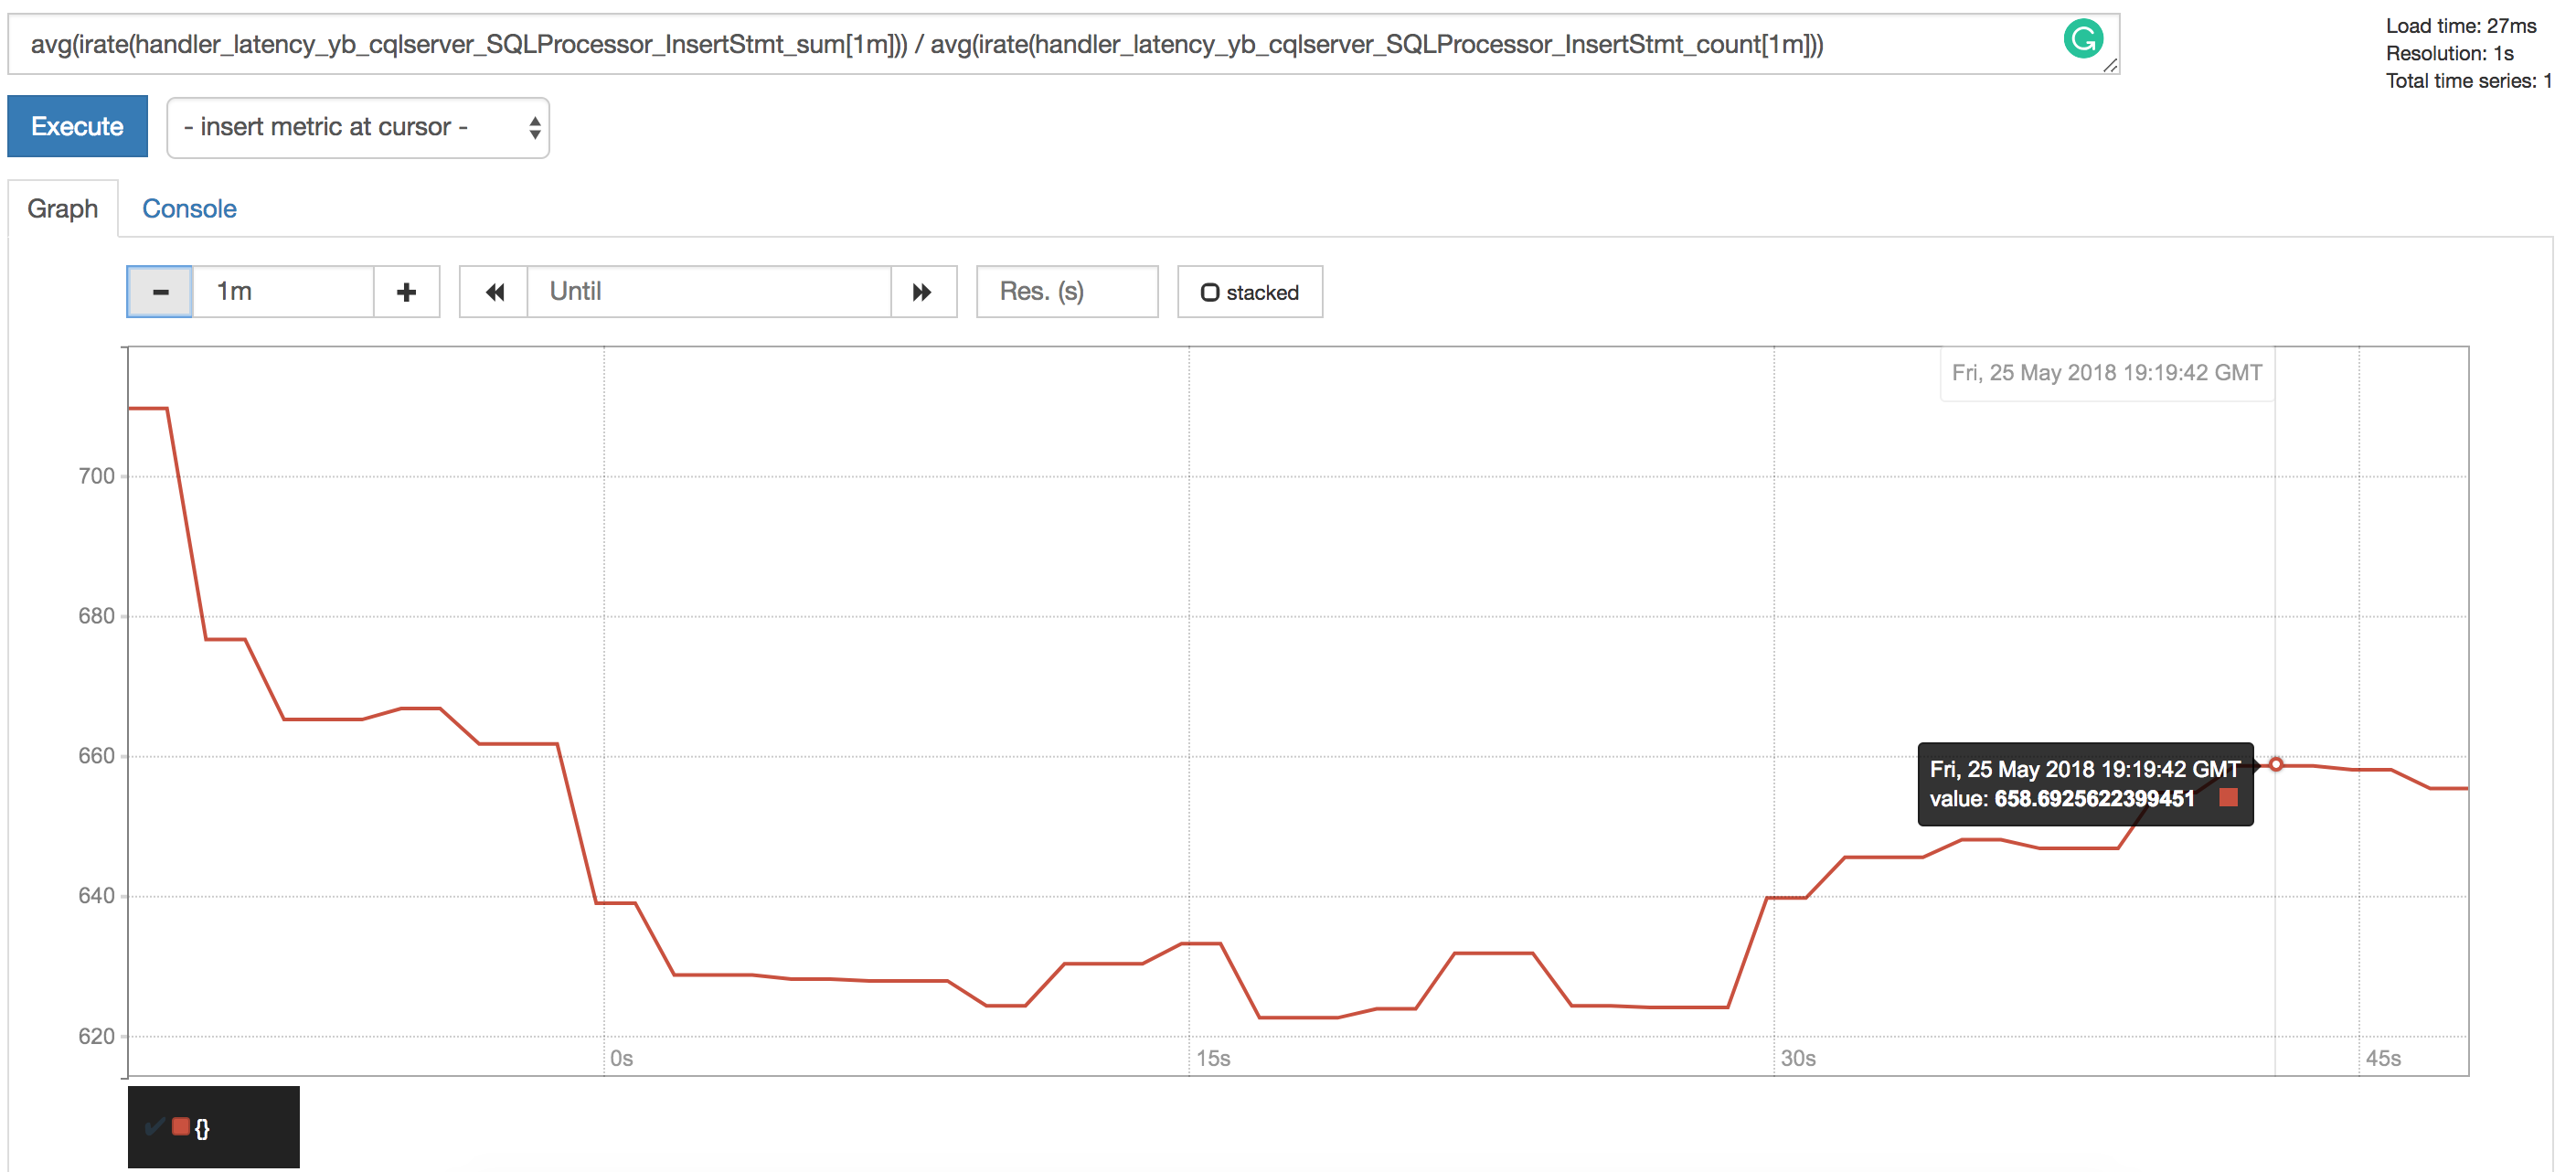 avg(irate(handler_latency_yb_cqlserver_SQLProcessor_InsertStmt_sum[1m])) / avg(irate(handler_latency_yb_cqlserver_SQLProcessor_InsertStmt_count[1m]))
Load time: 27ms
Resolution: 1s
Total time series: 1
Execute
- insert metric at cursor -
Graph
Console
1m
Until
Res. (s)
stacked
Fri, 25 May 2018 19:19:42 GMT
700
680
660
640
620
Fri, 25 May 2018 19:19:42 GMT
value: 658.6925622399451
0s
15s
30s
45s
{}